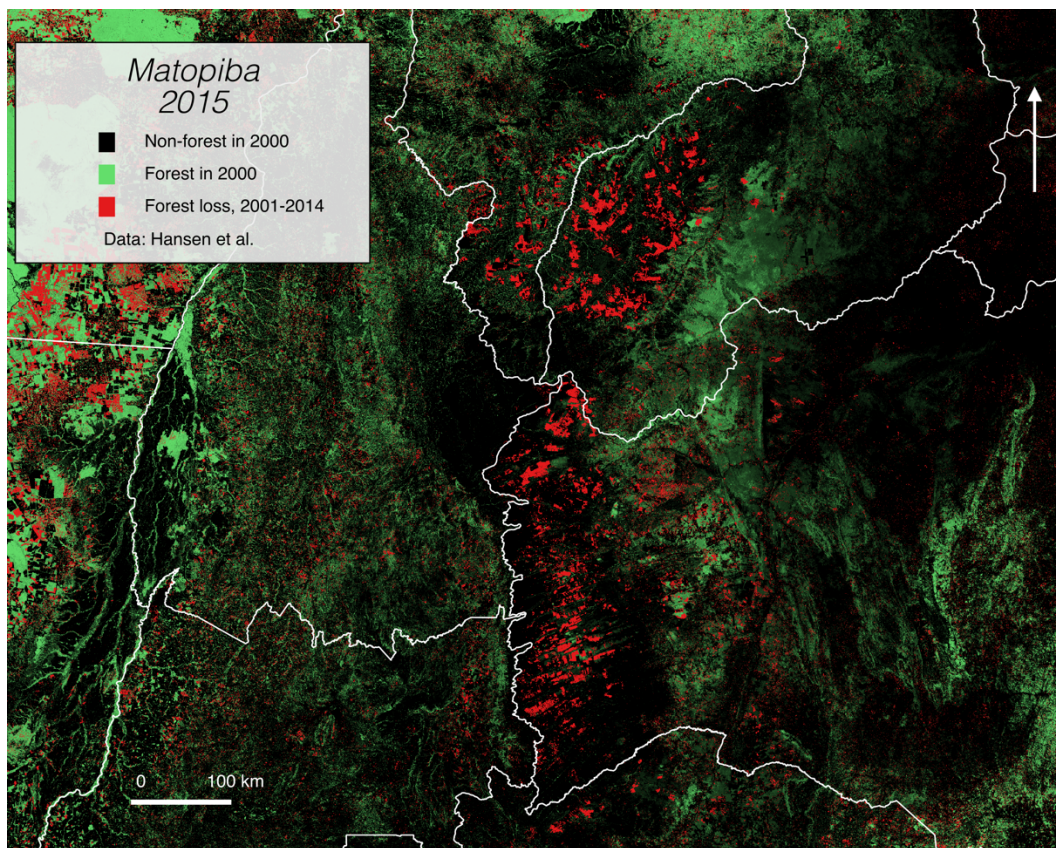 Matopiba
2015
Non-forest in 2000
Forest in 2000
Forest loss, 2001-2014
Data: Hansen et al.
0 100 km